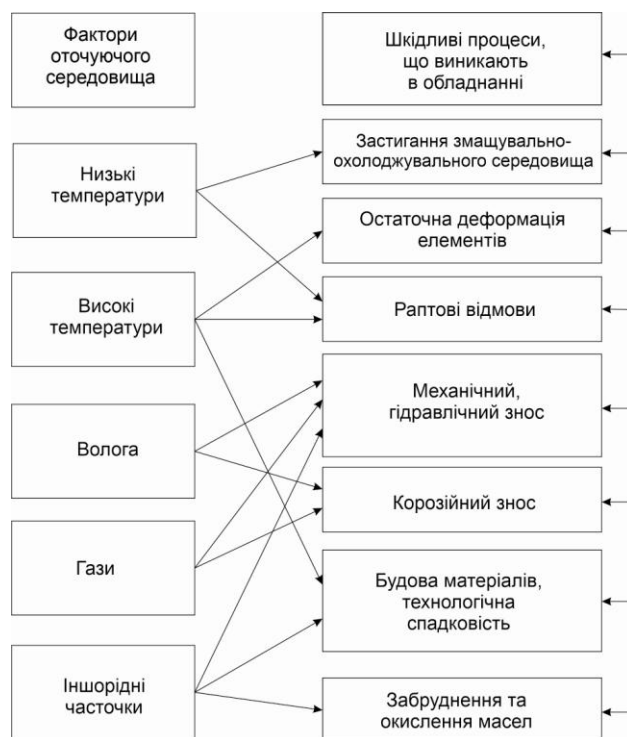 Фактори
оточуючого
середовища
Шкідливі процеси,
що виникають
в обладнанні
Низькі
температури
Застигання змащувально-
охолоджувального середовища
Остаточна деформація
елементів
Високі
температури
Раптові відмови
Механічний,
гідравлічний знос
Волога
Корозійний знос
Гази
Будова матеріалів,
технологічна
спадковість
Іншорідні
часточки
Забруднення та
окислення масел